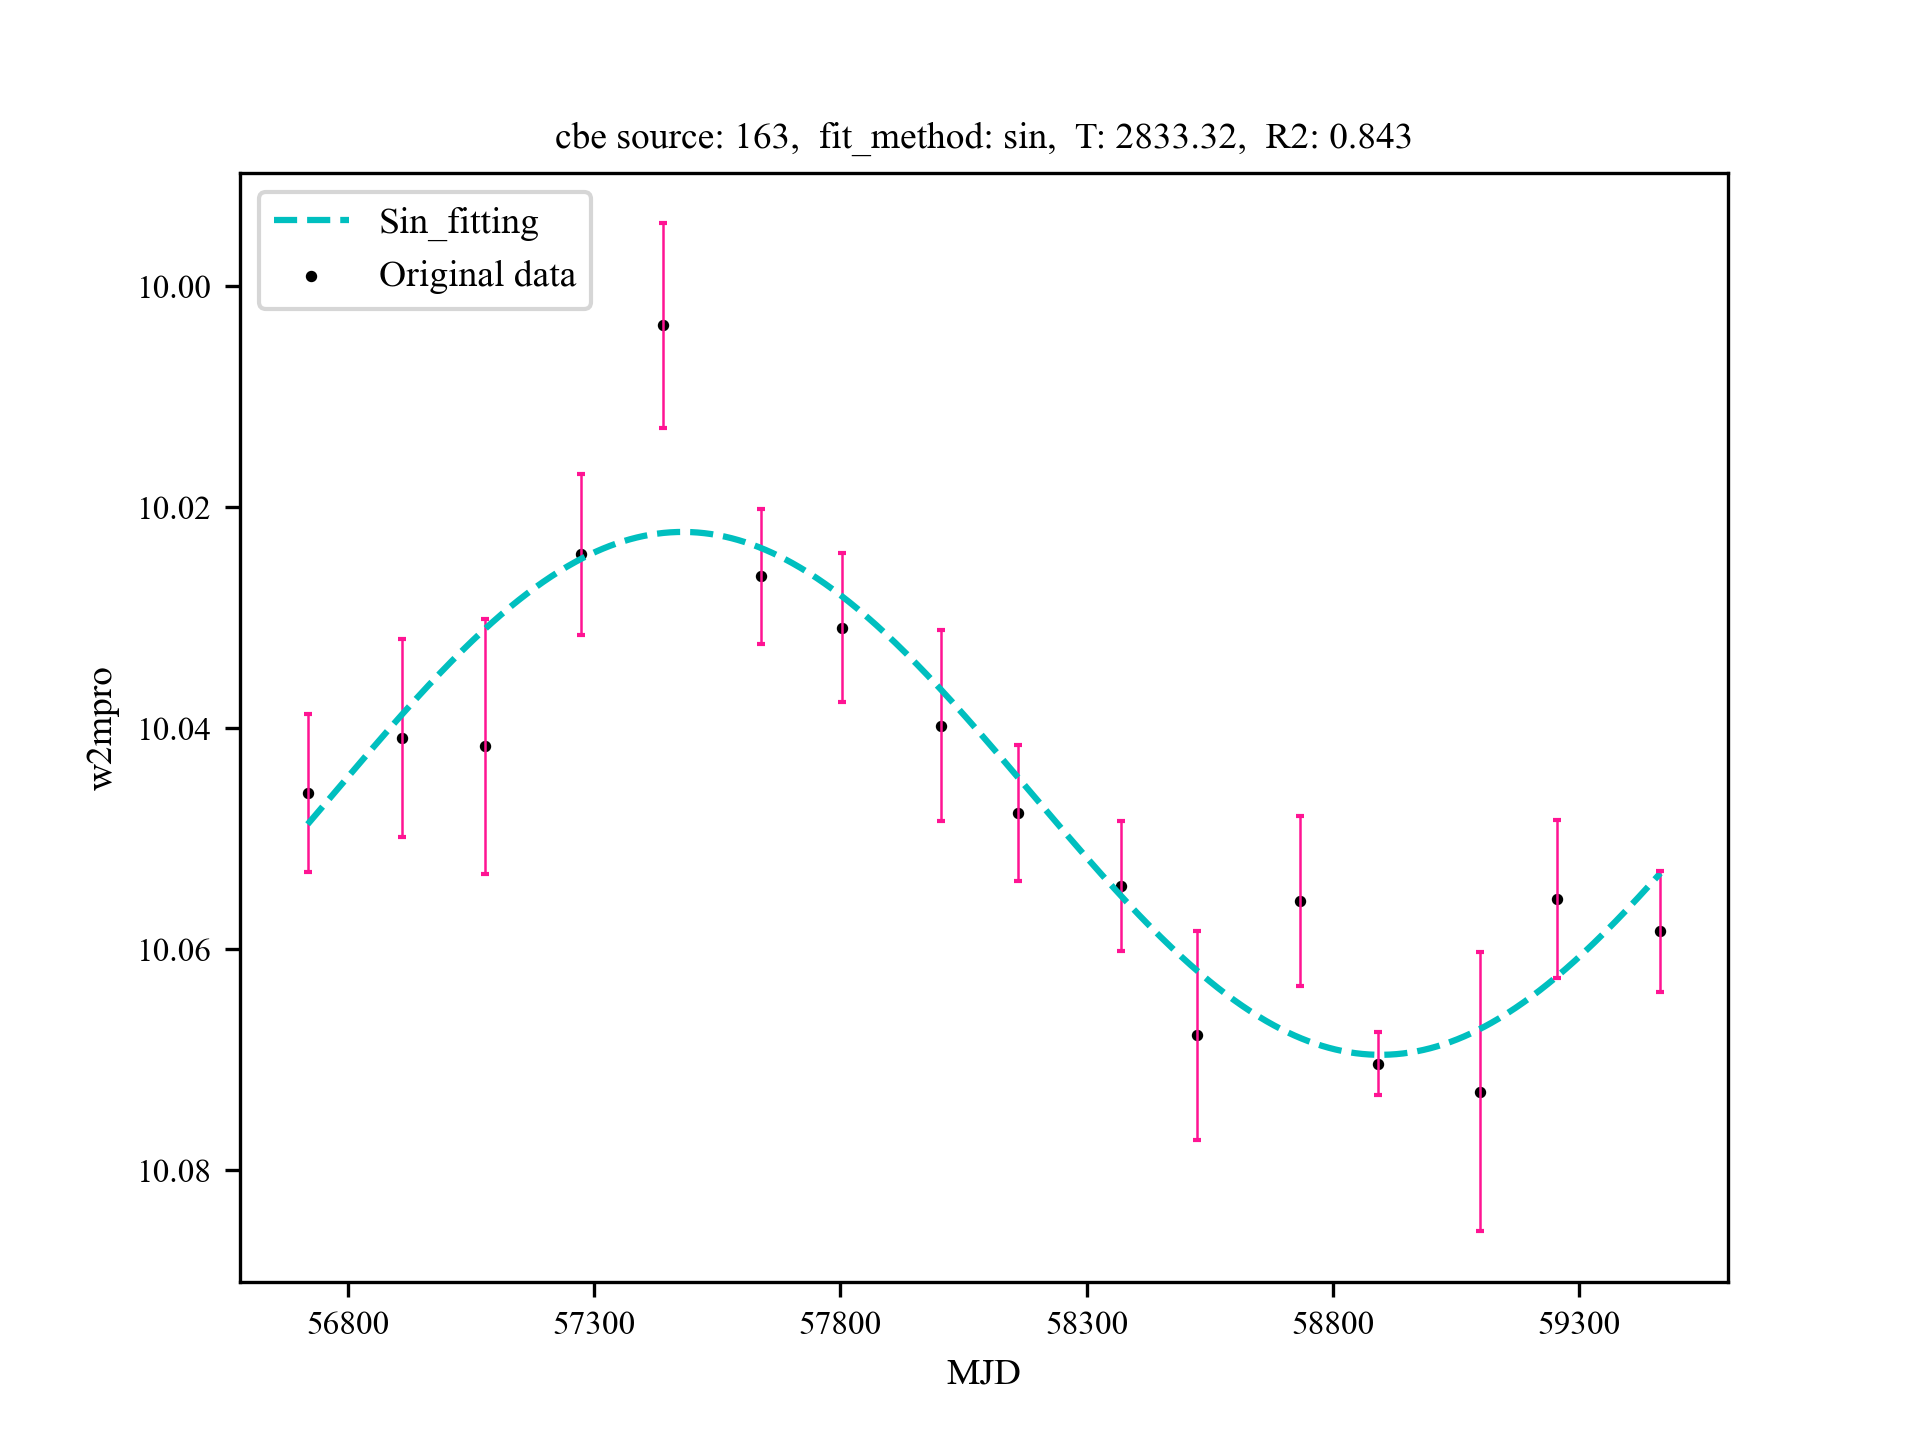 cbe source: 163,  fit_method: sin,  T: 2833.32,  R2: 0.843
Sin_fitting
Original data
10.00
10.02
10.04
10.06
10.08
w2mpro
56800
57300
57800
58300
58800
59300
MJD